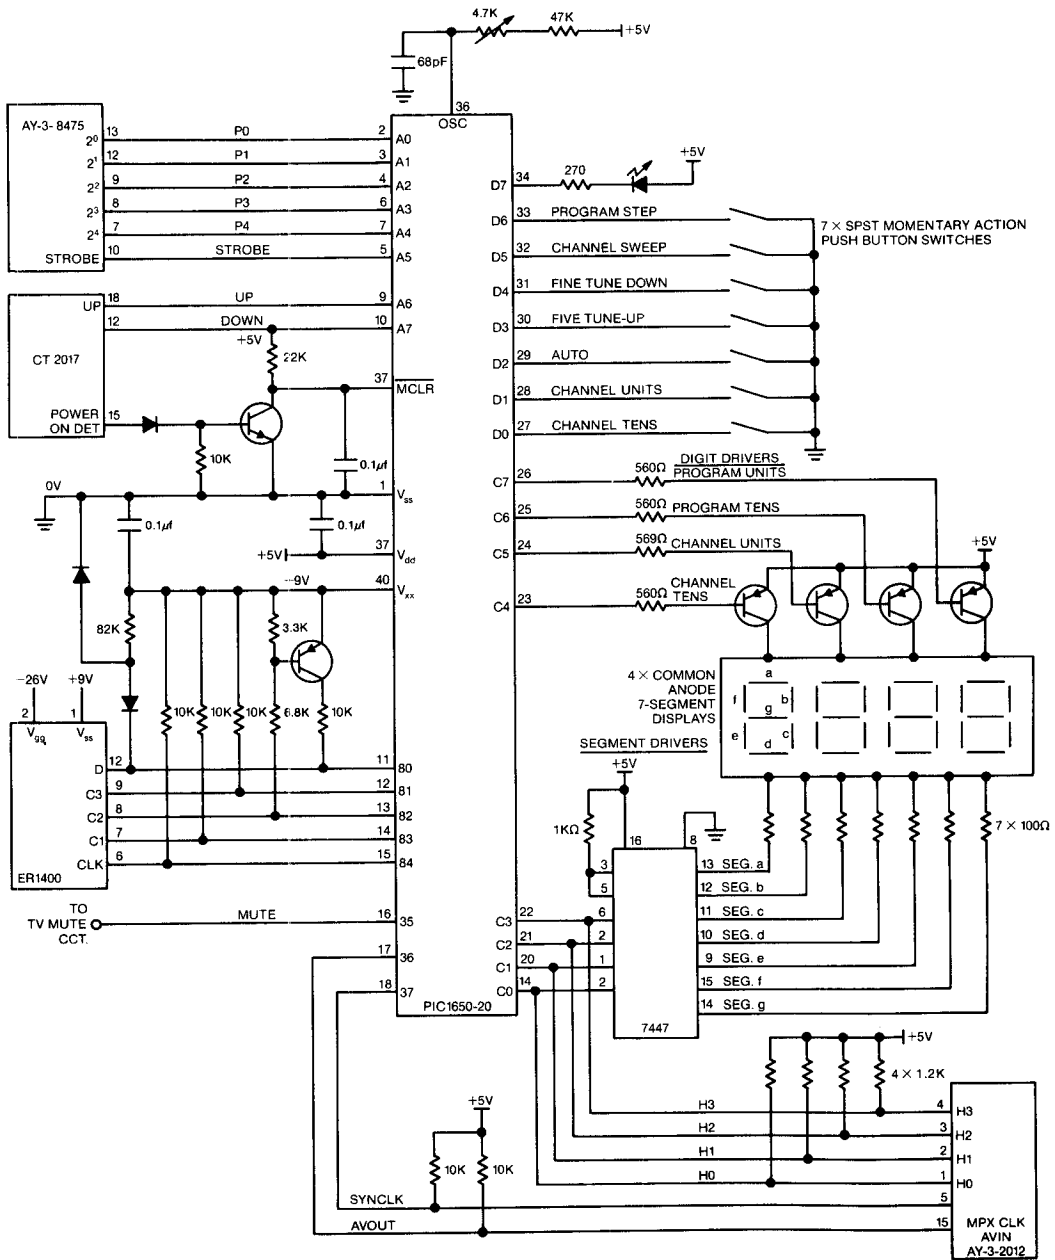 4.7K
47K
+5V
68pF
36
OSC
AY-3-8475
2⁰ 13 P0 2 A0
2¹ 12 P1 3 A1
2² 9 P2 4 A2
2³ 8 P3 6 A3
2⁴ 7 P4 7 A4
STROBE 10 STROBE 5 A5
UP 18 UP 9 A6
12 DOWN 10 A7
CT 2017
+5V
22K
37 MCLR
POWER
ON DET
15
10K
0.1μf
0V
1 Vss
0.1μf
0.1μf
+5V
37 Vdd
-9V
40 Vxx
82K
3.3K
-26V
+9V
2
1
Vgg
Vss
10K
10K
10K
6.8K
10K
D 12 11 80
C3 9 12 81
C2 8 13 82
C1 7 14 83
CLK 6 15 84
ER1400
TO
TV MUTE
CCT.
MUTE
16 35
17 36
18 37
PIC1650-20
D7 34 270
+5V
D6 33 PROGRAM STEP
D5 32 CHANNEL SWEEP
D4 31 FINE TUNE DOWN
D3 30 FIVE TUNE-UP
D2 29 AUTO
D1 28 CHANNEL UNITS
D0 27 CHANNEL TENS
7 × SPST MOMENTARY ACTION
PUSH BUTTON SWITCHES
DIGIT DRIVERS
C7 26 560Ω PROGRAM UNITS
C6 25 560Ω PROGRAM TENS
C5 24 569Ω CHANNEL UNITS
C4 23 560Ω CHANNEL
TENS
+5V
4 × COMMON
ANODE
7-SEGMENT
DISPLAYS
a
f b
g
e c
d
SEGMENT DRIVERS
+5V
1KΩ
16
8
7 × 100Ω
3
5
13 SEG. a
12 SEG. b
11 SEG. c
10 SEG. d
9 SEG. e
15 SEG. f
14 SEG. g
C3 22 6
C2 21 2
C1 20 1
C0 14 2
7447
+5V
4 × 1.2K
H3 4 H3
H2 3 H2
H1 2 H1
H0 1 H0
+5V
10K
10K
SYNCLK 5
AVOUT 15
MPX CLK
AVIN
AY-3-2012